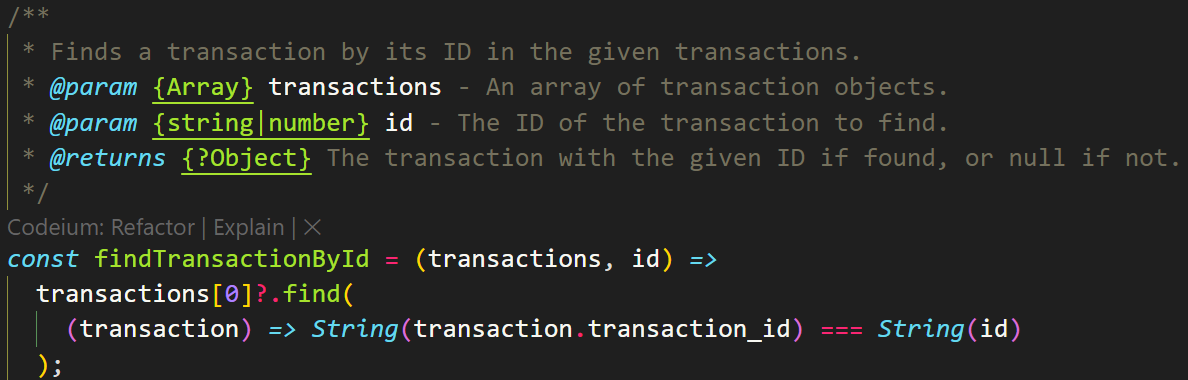 /**
 * Finds a transaction by its ID in the given transactions.
 * @param {Array} transactions - An array of transaction objects.
 * @param {string|number} id - The ID of the transaction to find.
 * @returns {?Object} The transaction with the given ID if found, or null if not.
 */
Codeium: Refactor | Explain | ×
const findTransactionById = (transactions, id) =>
  transactions[0]?.find(
    (transaction) => String(transaction.transaction_id) === String(id)
  );